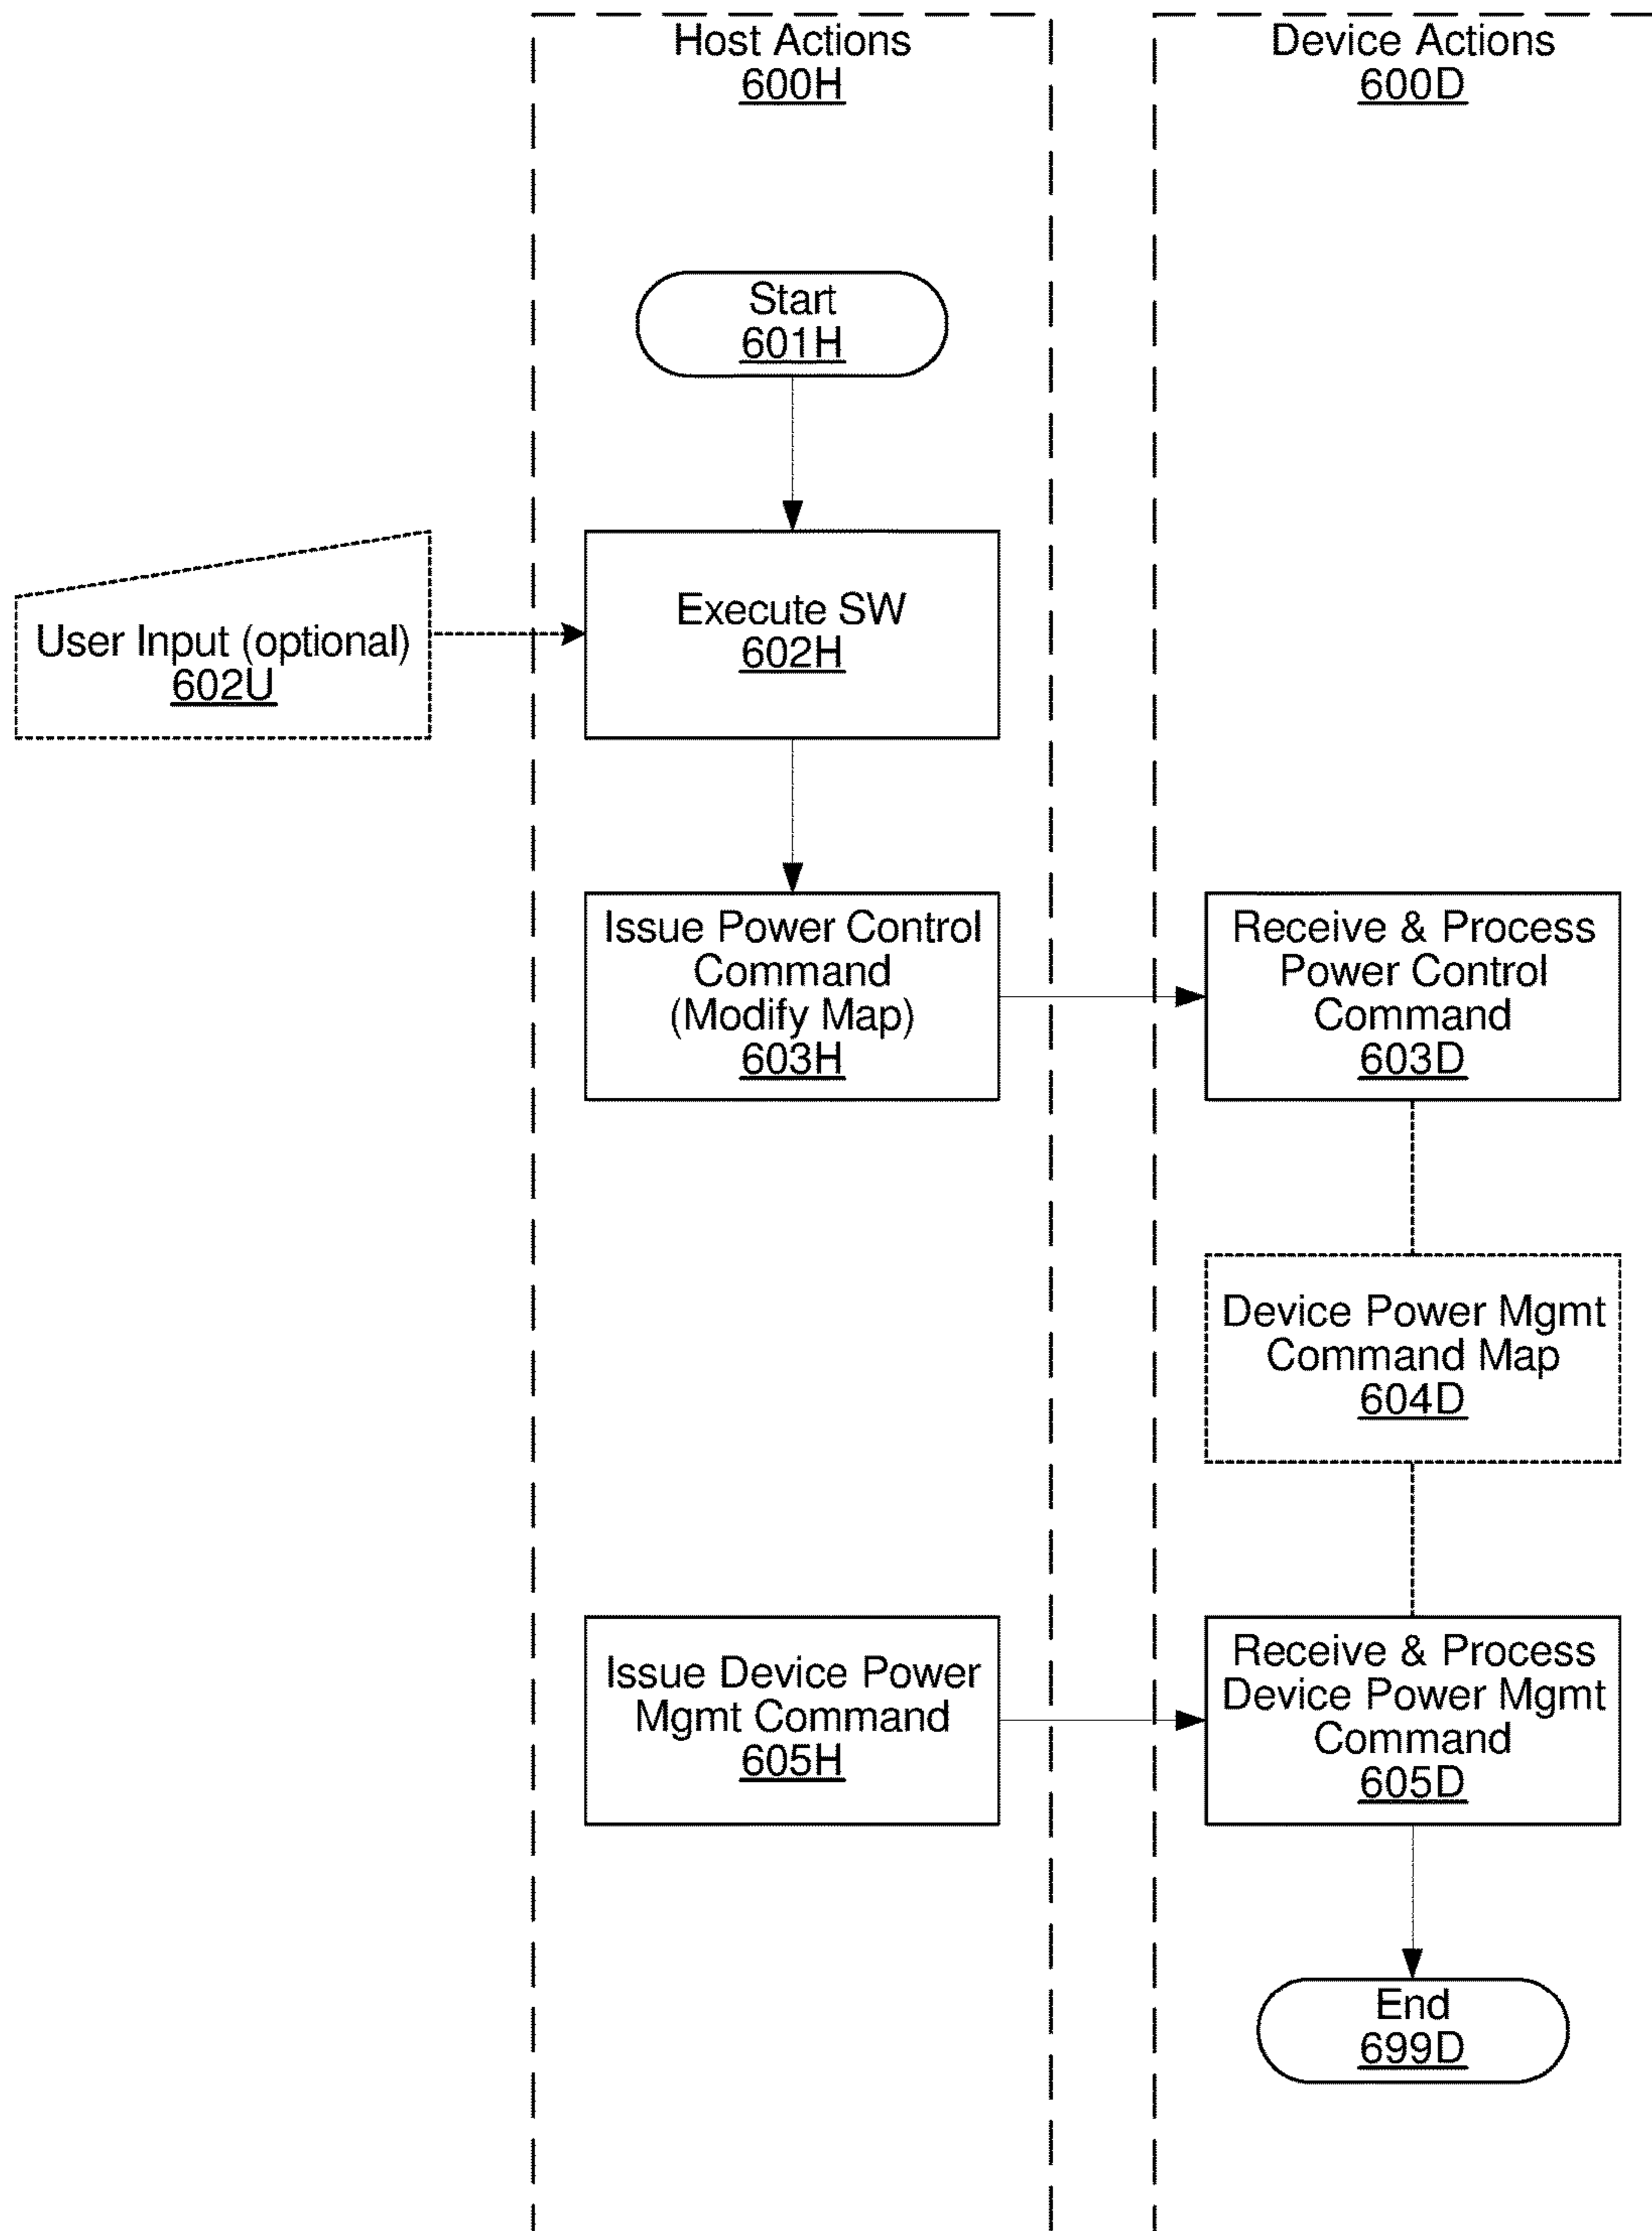 Host Actions
600H
Device Actions
600D
Start
601H
User Input (optional)
602U
Execute SW
602H
Issue Power Control
Command
(Modify Map)
603H
Receive & Process
Power Control
Command
603D
Device Power Mgmt
Command Map
604D
Issue Device Power
Mgmt Command
605H
Receive & Process
Device Power Mgmt
Command
605D
End
699D